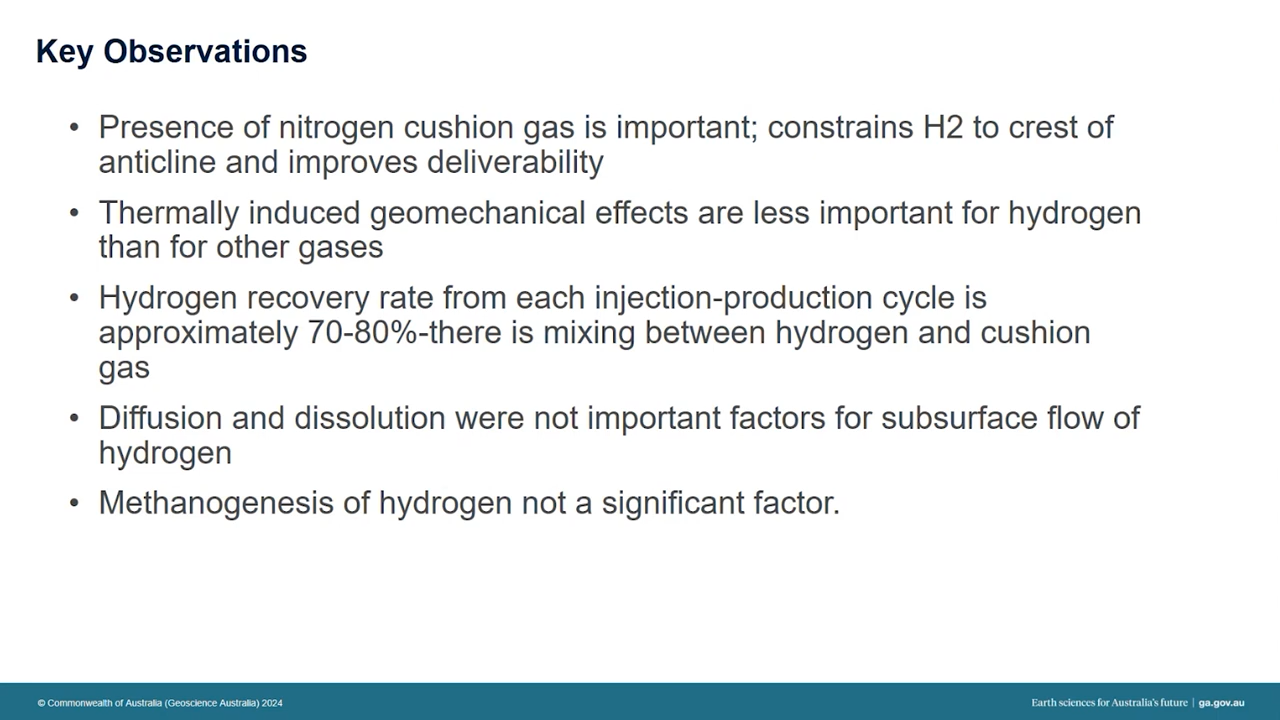 Key Observations
• Presence of nitrogen cushion gas is important; constrains H2 to crest of
anticline and improves deliverability
• Thermally induced geomechanical effects are less important for hydrogen
than for other gases
• Hydrogen recovery rate from each injection-production cycle is
approximately 70-80%-there is mixing between hydrogen and cushion
gas
• Diffusion and dissolution were not important factors for subsurface flow of
hydrogen
• Methanogenesis of hydrogen not a significant factor.
© Commonwealth of Australia (Geoscience Australia) 2024
Earth sciences for Australia's future | ga.gov.au